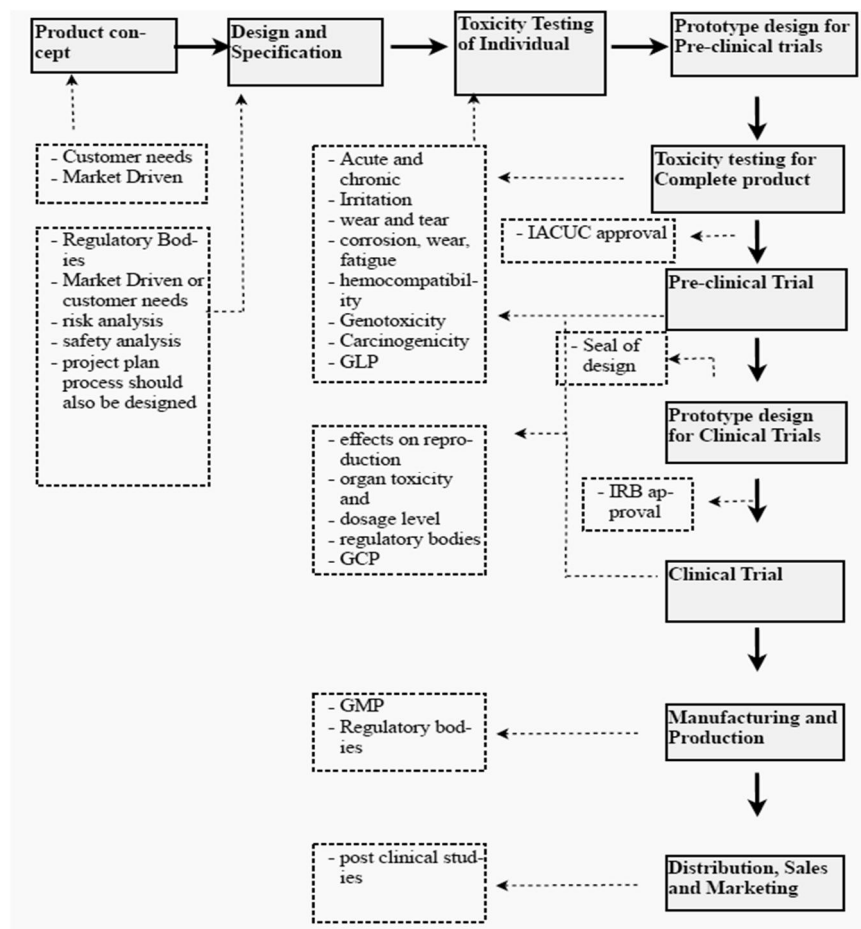 Product con-
cept
Design and
Specification
Toxicity Testing
of Individual
Prototype design for
Pre-clinical trials
- Customer needs
- Market Driven
- Regulatory Bod-
ies
- Market Driven or
customer needs
- risk analysis
- safety analysis
- project plan
process should
also be designed
- Acute and
chronic
- Irritation
- wear and tear
- corrosion, wear,
fatigue
- hemocompatibil-
ity
- Genotoxicity
- Carcinogenicity
- GLP
Toxicity testing for
Complete product
- IACUC approval
Pre-clinical Trial
- Seal of
design
Prototype design
for Clinical Trials
- effects on repro-
duction
- organ toxicity
and
- dosage level
- regulatory bodies
- GCP
- IRB ap-
proval
Clinical Trial
- GMP
- Regulatory bod-
ies
Manufacturing and
Production
- post clinical stud-
ies
Distribution, Sales
and Marketing